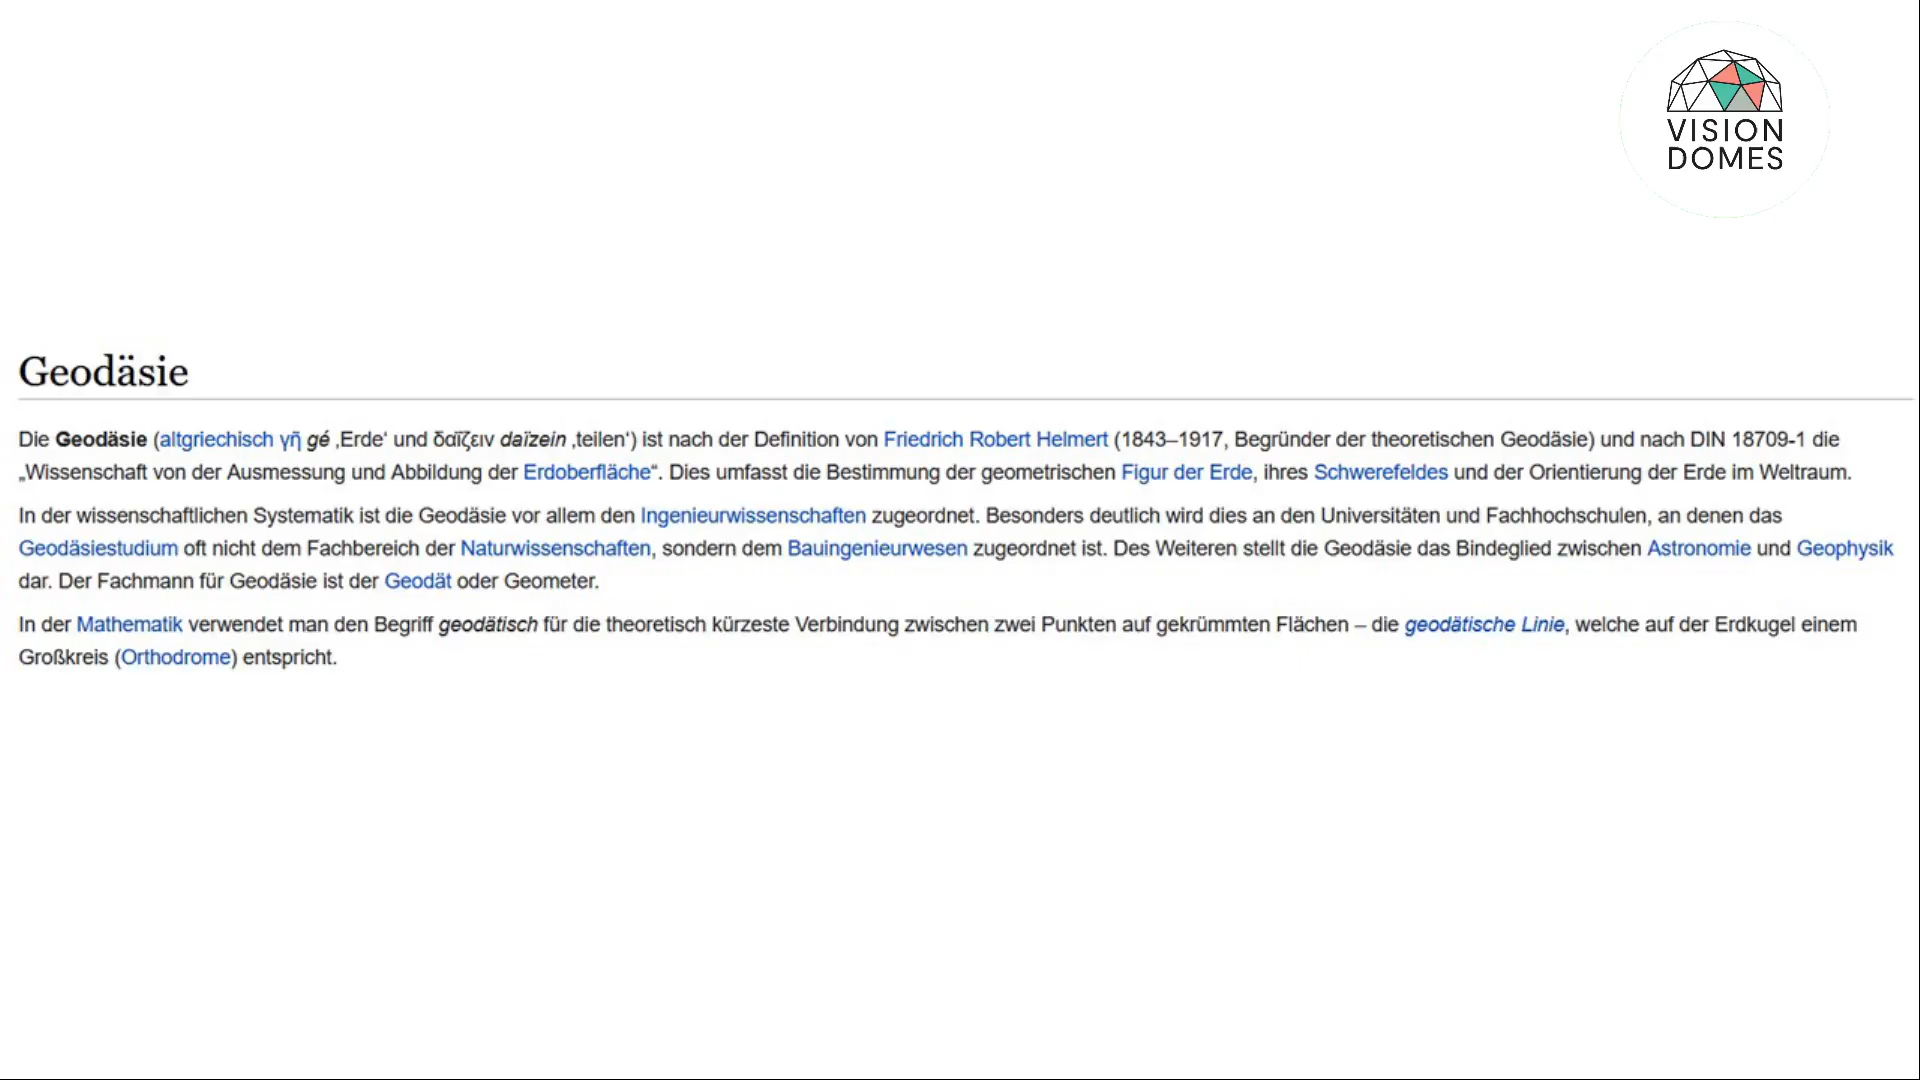 VISION
DOMES
Geodäsie
Die Geodäsie (altgriechisch γῆ gé ‚Erde‘ und δαΐζειν daïzein ‚teilen‘) ist nach der Definition von Friedrich Robert Helmert (1843–1917, Begründer der theoretischen Geodäsie) und nach DIN 18709-1 die
„Wissenschaft von der Ausmessung und Abbildung der Erdoberfläche“. Dies umfasst die Bestimmung der geometrischen Figur der Erde, ihres Schwerefeldes und der Orientierung der Erde im Weltraum.
In der wissenschaftlichen Systematik ist die Geodäsie vor allem den Ingenieurwissenschaften zugeordnet. Besonders deutlich wird dies an den Universitäten und Fachhochschulen, an denen das
Geodäsiestudium oft nicht dem Fachbereich der Naturwissenschaften, sondern dem Bauingenieurwesen zugeordnet ist. Des Weiteren stellt die Geodäsie das Bindeglied zwischen Astronomie und Geophysik
dar. Der Fachmann für Geodäsie ist der Geodät oder Geometer.
In der Mathematik verwendet man den Begriff geodätisch für die theoretisch kürzeste Verbindung zwischen zwei Punkten auf gekrümmten Flächen – die geodätische Linie, welche auf der Erdkugel einem
Großkreis (Orthodrome) entspricht.